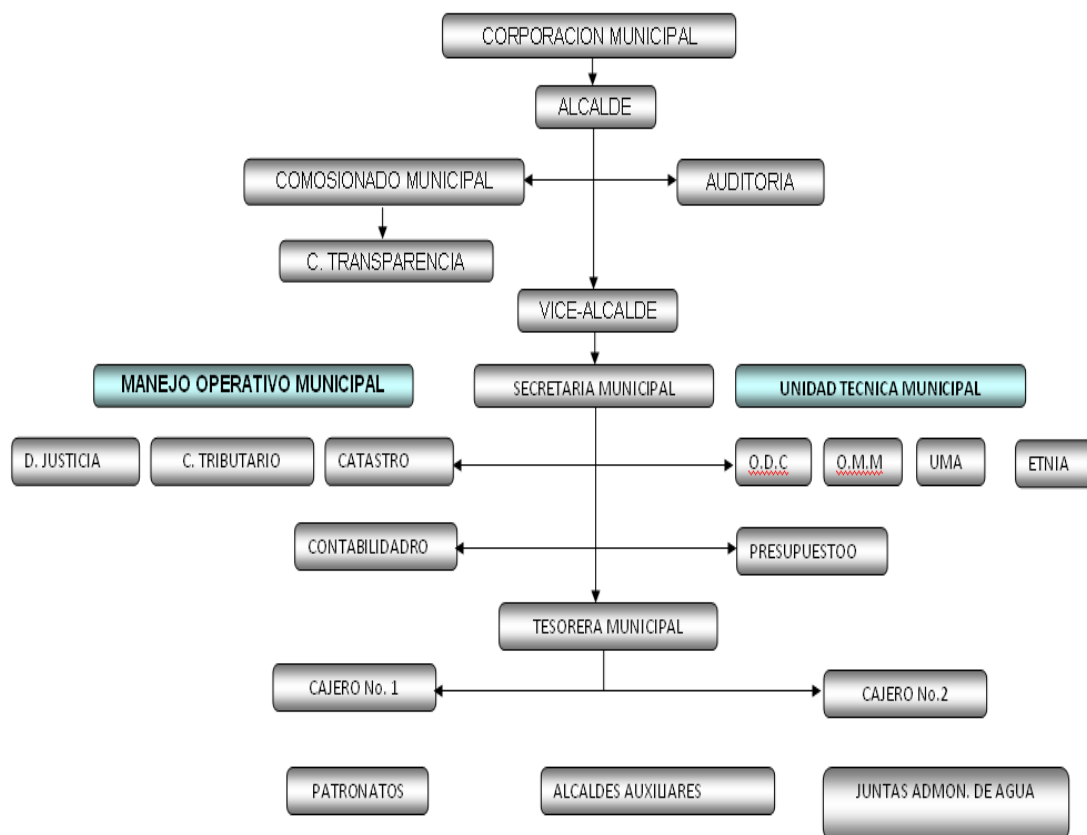 CORPORACION MUNICIPAL
ALCALDE
COMOSIONADO MUNICIPAL
AUDITORIA
C. TRANSPARENCIA
VICE-ALCALDE
MANEJO OPERATIVO MUNICIPAL
SECRETARIA MUNICIPAL
UNIDAD TECNICA MUNICIPAL
D. JUSTICIA
C. TRIBUTARIO
CATASTRO
O.D.C
O.M.M
UMA
ETNIA
CONTABILIDADRO
PRESUPUESTOO
TESORERA MUNICIPAL
CAJERO No. 1
CAJERO No.2
PATRONATOS
ALCALDES AUXILIARES
JUNTAS ADMON. DE AGUA